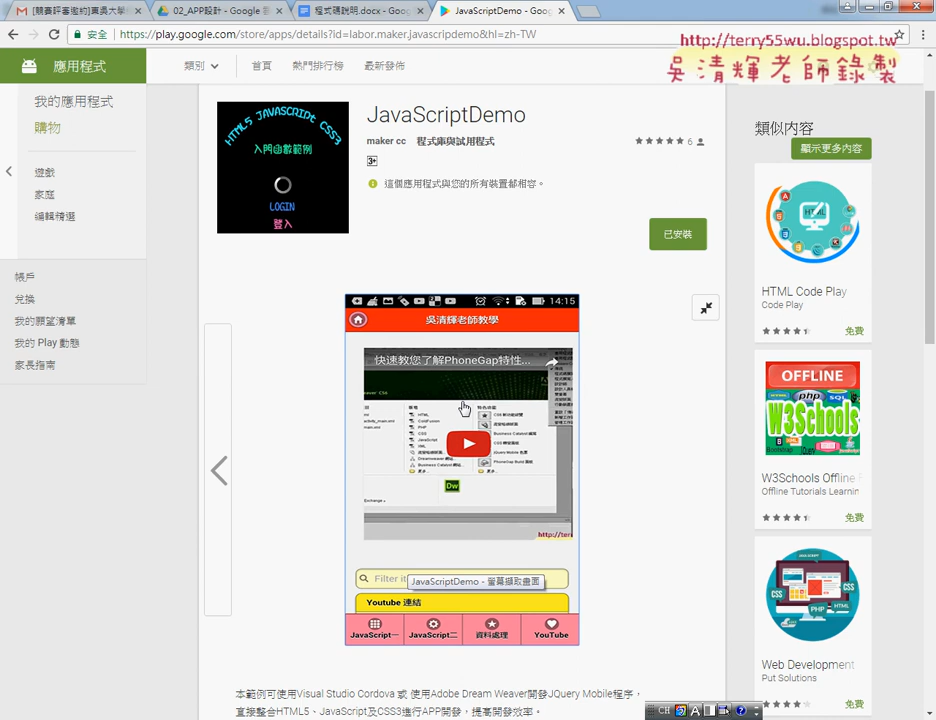 [競賽評審邀約]東吳大學
02_APP設計 - Google
程式碼說明.docx - Goog
JavaScriptDemo - Goog
安全 https://play.google.com/store/apps/details?id=labor.maker.javascripdemo&hl=zh-TW
http://terry55wu.blogspot.tw
吳清輝老師錄製
應用程式
類別 首頁 熱門排行榜 最新發佈
我的應用程式
購物
遊戲
家庭
編輯精選
帳戶
兌換
我的願望清單
我的 Play 動態
家長指南
HTML5 JAVASCRIPT CSS3
入門函數範例
LOGIN
登入
JavaScriptDemo
maker cc 程式庫與試用程式
6
3+
這個應用程式與您的所有裝置都相容。
已安裝
14:15
吳清輝老師教學
快速教您了解PhoneGap特性...
Dw
http://terr
Filter it
JavaScriptDemo - 螢幕擷取畫面
Youtube 連結
JavaScript一 JavaScript二 資料處理 YouTube
本範例可使用Visual Studio Cordova 或 使用Adobe Dream Weaver開發JQuery Mobile程序，
直接整合HTML5、JavaScript及CSS3進行APP開發，提高開發效率。
類似內容
顯示更多內容
HTML
HTML Code Play
Code Play
免費
OFFLINE
php SQL
W3Schools
W3Schools Offline
Offline Tutorials Learnin
免費
CSS CSS
PHP HTML
Web Development
Put Solutions
免費
CH